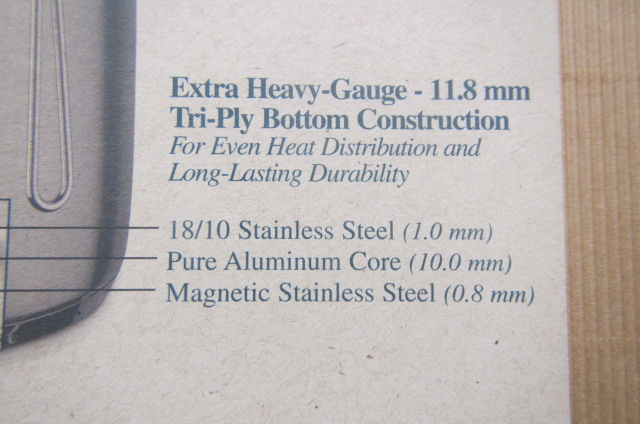 Extra Heavy-Gauge - 11.8 mm
Tri-Ply Bottom Construction
For Even Heat Distribution and
Long-Lasting Durability
18/10 Stainless Steel (1.0 mm)
Pure Aluminum Core (10.0 mm)
Magnetic Stainless Steel (0.8 mm)